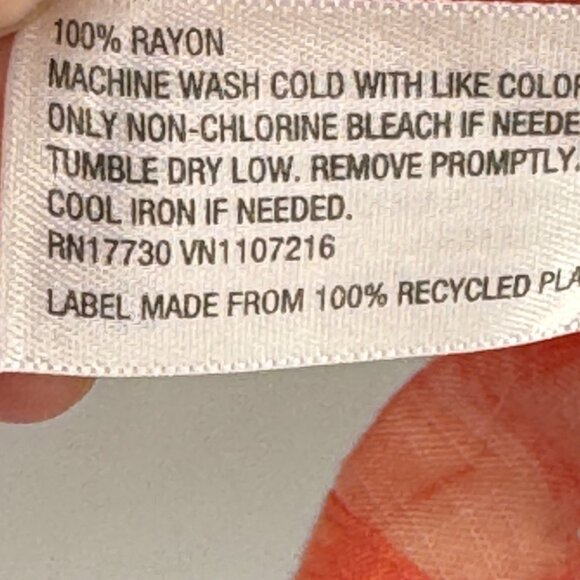 100% RAYON
MACHINE WASH COLD WITH LIKE COLOR
ONLY NON-CHLORINE BLEACH IF NEEDE
TUMBLE DRY LOW. REMOVE PROMPTLY.
COOL IRON IF NEEDED.
RN17730 VN1107216
LABEL MADE FROM 100% RECYCLED PLA